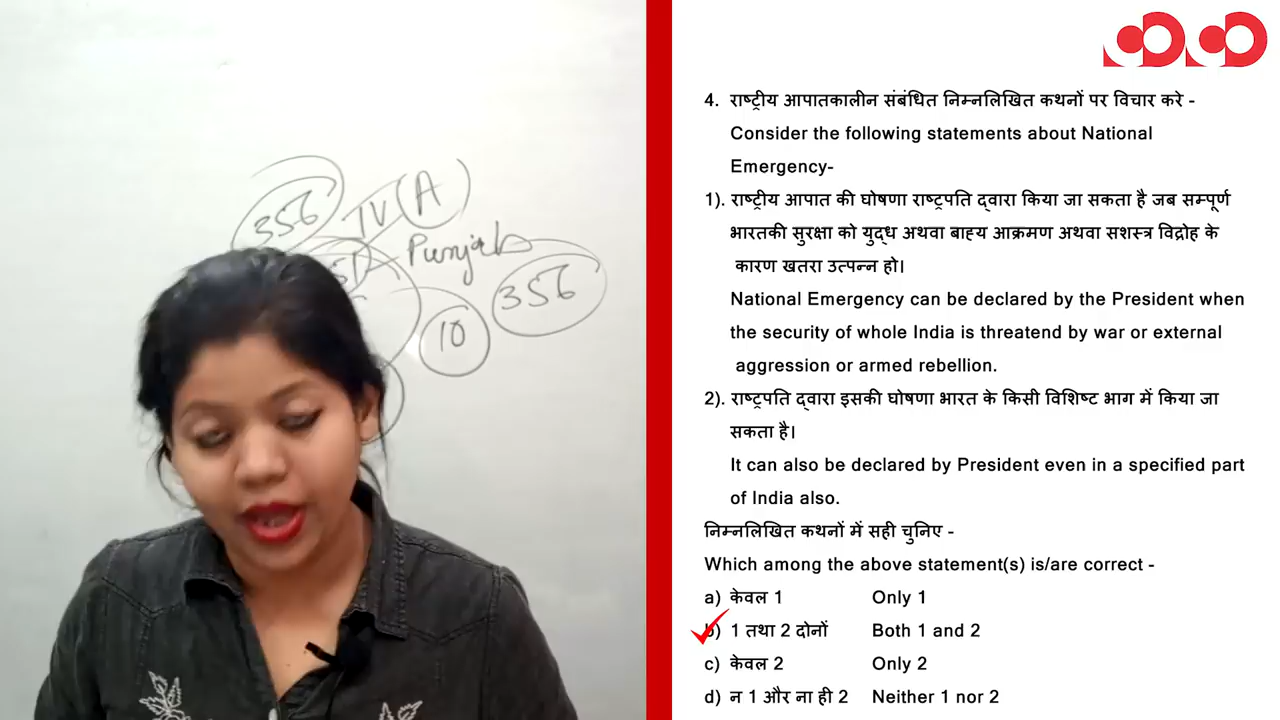 356
IV A
Punjab
356
10
4. राष्ट्रीय आपातकालीन संबंधित निम्नलिखित कथनों पर विचार करे -
Consider the following statements about National
Emergency-
1). राष्ट्रीय आपात की घोषणा राष्ट्रपति द्वारा किया जा सकता है जब सम्पूर्ण
भारतकी सुरक्षा को युद्ध अथवा बाह्य आक्रमण अथवा सशस्त्र विद्रोह के
कारण खतरा उत्पन्न हो।
National Emergency can be declared by the President when
the security of whole India is threatend by war or external
aggression or armed rebellion.
2). राष्ट्रपति द्वारा इसकी घोषणा भारत के किसी विशिष्ट भाग में किया जा
सकता है।
It can also be declared by President even in a specified part
of India also.
निम्नलिखित कथनों में सही चुनिए -
Which among the above statement(s) is/are correct -
a) केवल 1 Only 1
b) 1 तथा 2 दोनों Both 1 and 2
c) केवल 2 Only 2
d) न 1 और ना ही 2 Neither 1 nor 2